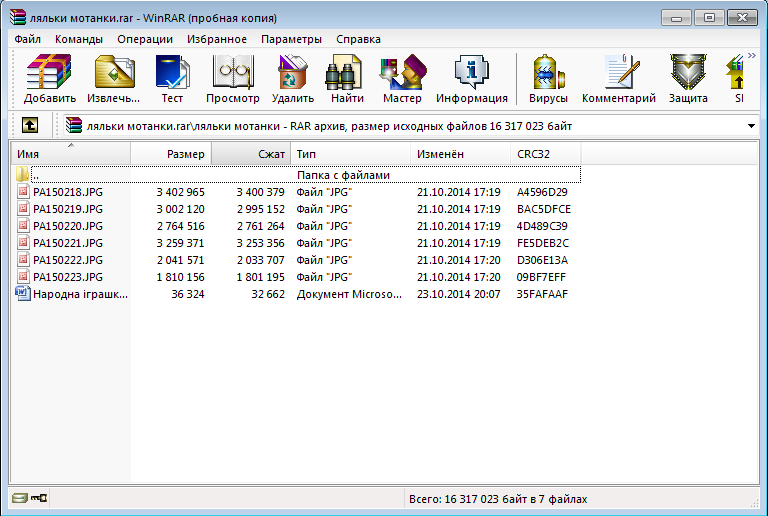 ляльки мотанки.rar - WinRAR (пробная копия)
Файл Команды Операции Избранное Параметры Справка
Добавить Извлечь... Тест Просмотр Удалить Найти Мастер Информация Вирусы Комментарий Защита SI
ляльки мотанки.rar\ляльки мотанки - RAR архив, размер исходных файлов 16 317 023 байт
Имя Размер Сжат Тип Изменён CRC32
.. Папка с файлами
PA150218.JPG 3 402 965 3 400 379 Файл "JPG" 21.10.2014 17:19 A4596D29
PA150219.JPG 3 002 120 2 995 152 Файл "JPG" 21.10.2014 17:19 BAC5DFCE
PA150220.JPG 2 764 516 2 761 264 Файл "JPG" 21.10.2014 17:19 4D489C39
PA150221.JPG 3 259 371 3 253 356 Файл "JPG" 21.10.2014 17:19 FE5DEB2C
PA150222.JPG 2 041 571 2 033 707 Файл "JPG" 21.10.2014 17:20 D306E13A
PA150223.JPG 1 810 156 1 801 195 Файл "JPG" 21.10.2014 17:20 09BF7EFF
Народна іграшк... 36 324 32 662 Документ Microso... 23.10.2014 20:07 35FAFAAF
Всего: 16 317 023 байт в 7 файлах